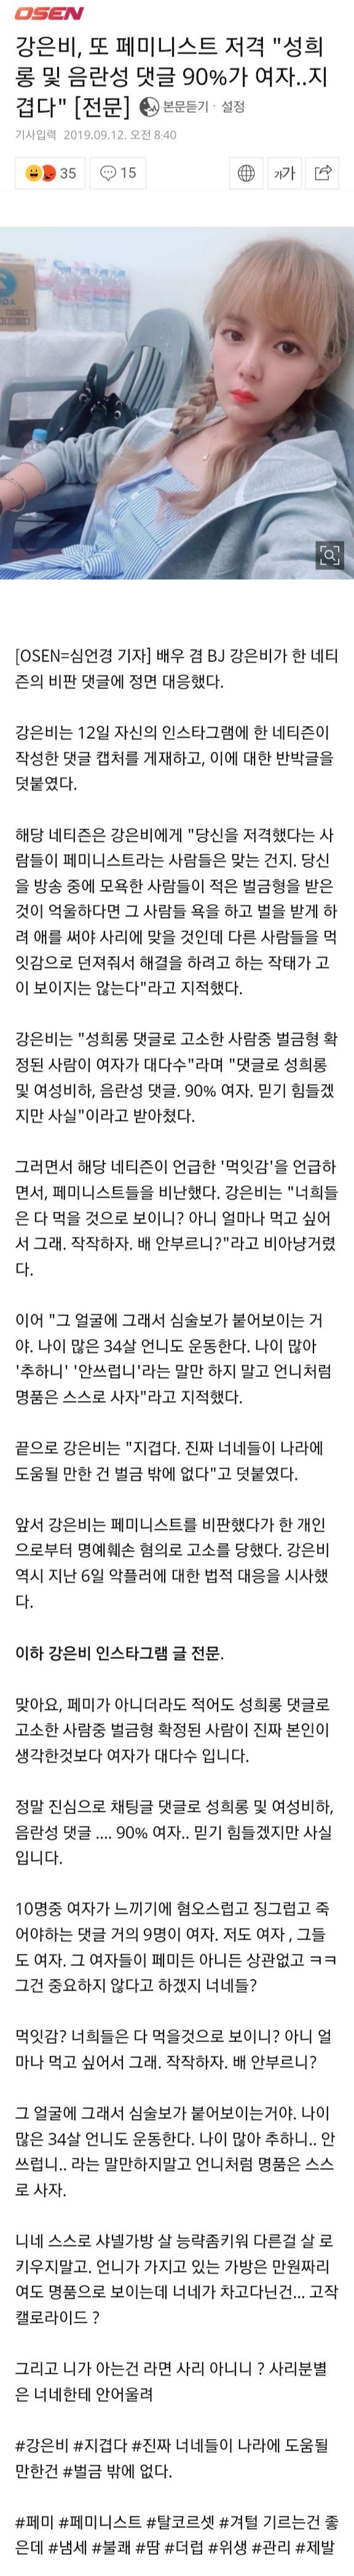 OSEN
강은비, 또 페미니스트 저격 "성희
롱 및 음란성 댓글 90%가 여자..지
겹다" [전문] 본문듣기 · 설정
기사입력 2019.09.12. 오전 8:40
35 15 가가
[OSEN=심언경 기자] 배우 겸 BJ 강은비가 한 네티
즌의 비판 댓글에 정면 대응했다.
강은비는 12일 자신의 인스타그램에 한 네티즌이
작성한 댓글 캡처를 게재하고, 이에 대한 반박글을
덧붙였다.
해당 네티즌은 강은비에게 "당신을 저격했다는 사
람들이 페미니스트라는 사람들은 맞는 건지. 당신
을 방송 중에 모욕한 사람들이 적은 벌금형을 받은
것이 억울하다면 그 사람들 욕을 하고 벌을 받게 하
려 애를 써야 사리에 맞을 것인데 다른 사람들을 먹
잇감으로 던져줘서 해결을 하려고 하는 작태가 고
이 보이지는 않는다"라고 지적했다.
강은비는 "성희롱 댓글로 고소한 사람중 벌금형 확
정된 사람이 여자가 대다수"라며 "댓글로 성희롱
및 여성비하, 음란성 댓글. 90% 여자. 믿기 힘들겠
지만 사실"이라고 받아쳤다.
그러면서 해당 네티즌이 언급한 '먹잇감'을 언급하
면서, 페미니스트들을 비난했다. 강은비는 "너희들
은 다 먹을 것으로 보이니? 아니 얼마나 먹고 싶어
서 그래. 작작하자. 배 안부르니?"라고 비아냥거렸
다.
이어 "그 얼굴에 그래서 심술보가 붙어보이는 거
야. 나이 많은 34살 언니도 운동한다. 나이 많아
'추하니' '안쓰럽니'라는 말만 하지 말고 언니처럼
명품은 스스로 사자"라고 지적했다.
끝으로 강은비는 "지겹다. 진짜 너네들이 나라에
도움될 만한 건 벌금 밖에 없다"고 덧붙였다.
앞서 강은비는 페미니스트를 비판했다가 한 개인
으로부터 명예훼손 혐의로 고소를 당했다. 강은비
역시 지난 6일 악플러에 대한 법적 대응을 시사했
다.
이하 강은비 인스타그램 글 전문.
맞아요, 페미가 아니더라도 적어도 성희롱 댓글로
고소한 사람중 벌금형 확정된 사람이 진짜 본인이
생각한것보다 여자가 대다수 입니다.
정말 진심으로 채팅글 댓글로 성희롱 및 여성비하,
음란성 댓글 .... 90% 여자.. 믿기 힘들겠지만 사실
입니다.
10명중 여자가 느끼기에 혐오스럽고 징그럽고 죽
어야하는 댓글 거의 9명이 여자. 저도 여자 , 그들
도 여자. 그 여자들이 페미든 아니든 상관없고 ㅋㅋ
그건 중요하지 않다고 하겠지 너네들?
먹잇감? 너희들은 다 먹을것으로 보이니? 아니 얼
마나 먹고 싶어서 그래. 작작하자. 배 안부르니?
그 얼굴에 그래서 심술보가 붙어보이는거야. 나이
많은 34살 언니도 운동한다. 나이 많아 추하니.. 안
쓰럽니.. 라는 말만하지말고 언니처럼 명품은 스스
로 사자.
니네 스스로 샤넬가방 살 능략좀키워 다른걸 살 로
키우지말고. 언니가 가지고 있는 가방은 만원짜리
여도 명품으로 보이는데 너네가 차고다닌건... 고작
캘로라이드 ?
그리고 니가 아는건 라면 사리 아니니 ? 사리분별
은 너네한테 안어울려
#강은비 #지겹다 #진짜 너네들이 나라에 도움될
만한건 #벌금 밖에 없다.
#페미 #페미니스트 #탈코르셋 #겨털 기르는건 좋
은데 #냄세 #불쾌 #땀 #더럽 #위생 #관리 #제발